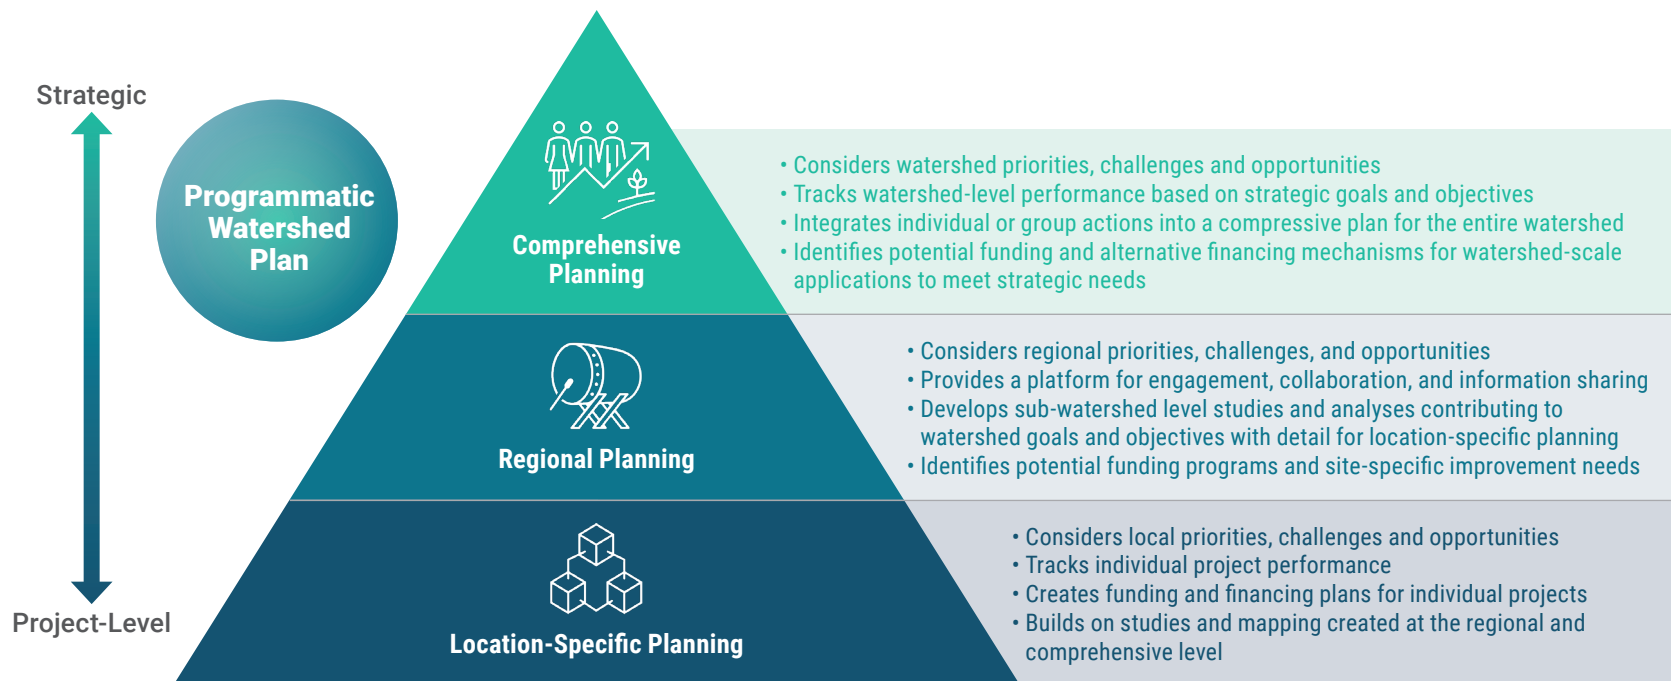 Strategic
Programmatic
Watershed
Plan
Project-Level
Comprehensive
Planning
• Considers watershed priorities, challenges and opportunities
• Tracks watershed-level performance based on strategic goals and objectives
• Integrates individual or group actions into a compressive plan for the entire watershed
• Identifies potential funding and alternative financing mechanisms for watershed-scale
applications to meet strategic needs
Regional Planning
• Considers regional priorities, challenges, and opportunities
• Provides a platform for engagement, collaboration, and information sharing
• Develops sub-watershed level studies and analyses contributing to
watershed goals and objectives with detail for location-specific planning
• Identifies potential funding programs and site-specific improvement needs
Location-Specific Planning
• Considers local priorities, challenges and opportunities
• Tracks individual project performance
• Creates funding and financing plans for individual projects
• Builds on studies and mapping created at the regional and
comprehensive level